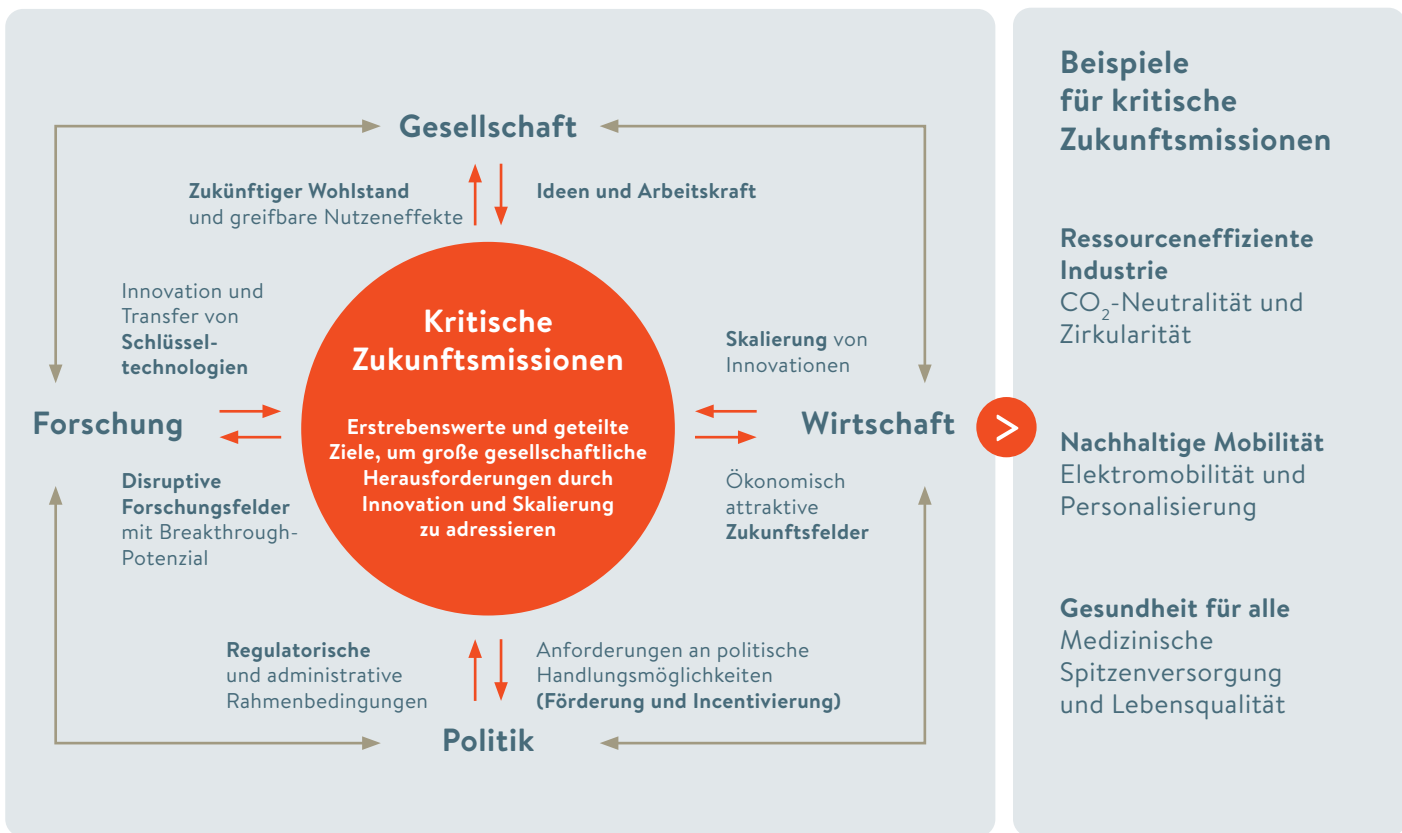 Gesellschaft
Zukünftiger Wohlstand
und greifbare Nutzeneffekte
Ideen und Arbeitskraft
Innovation und
Transfer von
Schlüssel-
technologien
Forschung
Disruptive
Forschungsfelder
mit Breakthrough-
Potenzial
Kritische
Zukunftsmissionen
Erstrebenswerte und geteilte
Ziele, um große gesellschaftliche
Herausforderungen durch
Innovation und Skalierung
zu adressieren
Skalierung von
Innovationen
Wirtschaft
Ökonomisch
attraktive
Zukunftsfelder
Regulatorische
und administrative
Rahmenbedingungen
Anforderungen an politische
Handlungsmöglichkeiten
(Förderung und Incentivierung)
Politik
>
Beispiele
für kritische
Zukunftsmissionen
Ressourceneffiziente
Industrie
CO₂-Neutralität und
Zirkularität
Nachhaltige Mobilität
Elektromobilität und
Personalisierung
Gesundheit für alle
Medizinische
Spitzenversorgung
und Lebensqualität